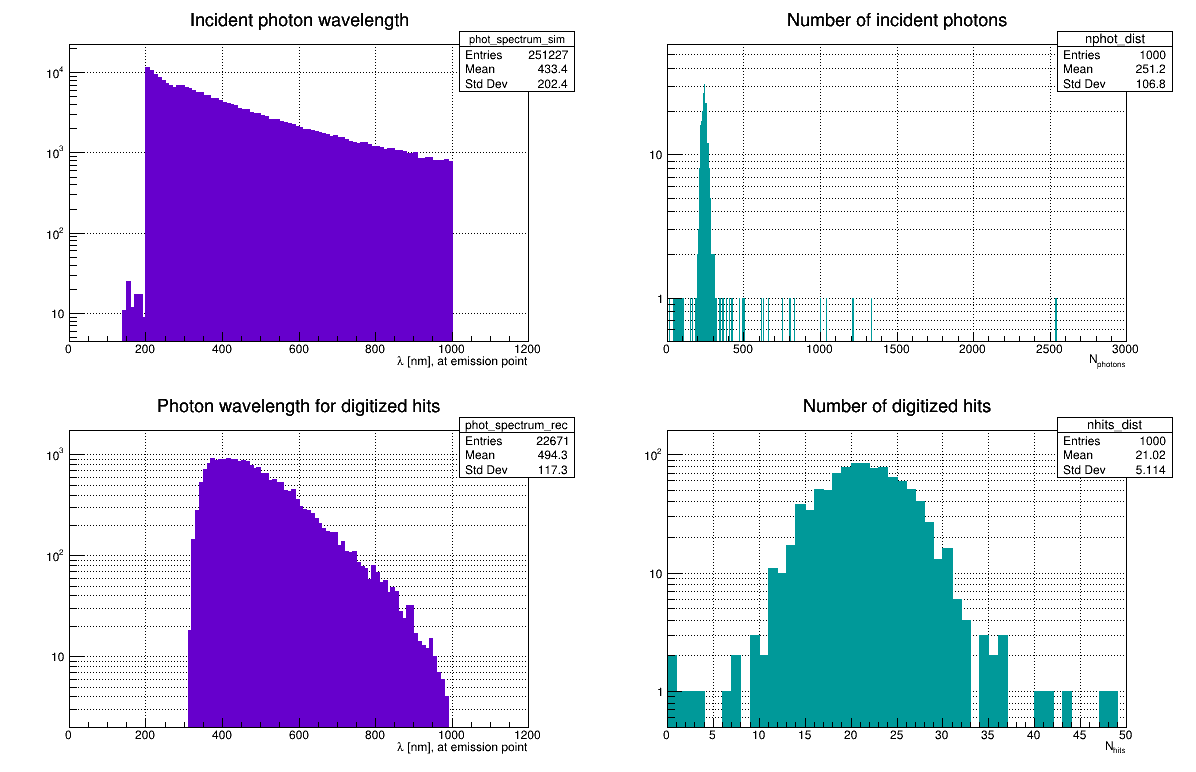 Incident photon wavelength
phot_spectrum_sim
Entries 251227
Mean 433.4
Std Dev 202.4
10⁴
10³
10²
10
0 200 400 600 800 1000 1200
λ [nm], at emission point
Number of incident photons
nphot_dist
Entries 1000
Mean 251.2
Std Dev 106.8
10
1
0 500 1000 1500 2000 2500 3000
N_photons
Photon wavelength for digitized hits
phot_spectrum_rec
Entries 22671
Mean 494.3
Std Dev 117.3
10³
10²
10
0 200 400 600 800 1000 1200
λ [nm], at emission point
Number of digitized hits
nhits_dist
Entries 1000
Mean 21.02
Std Dev 5.114
10²
10
1
0 5 10 15 20 25 30 35 40 45 50
N_hits